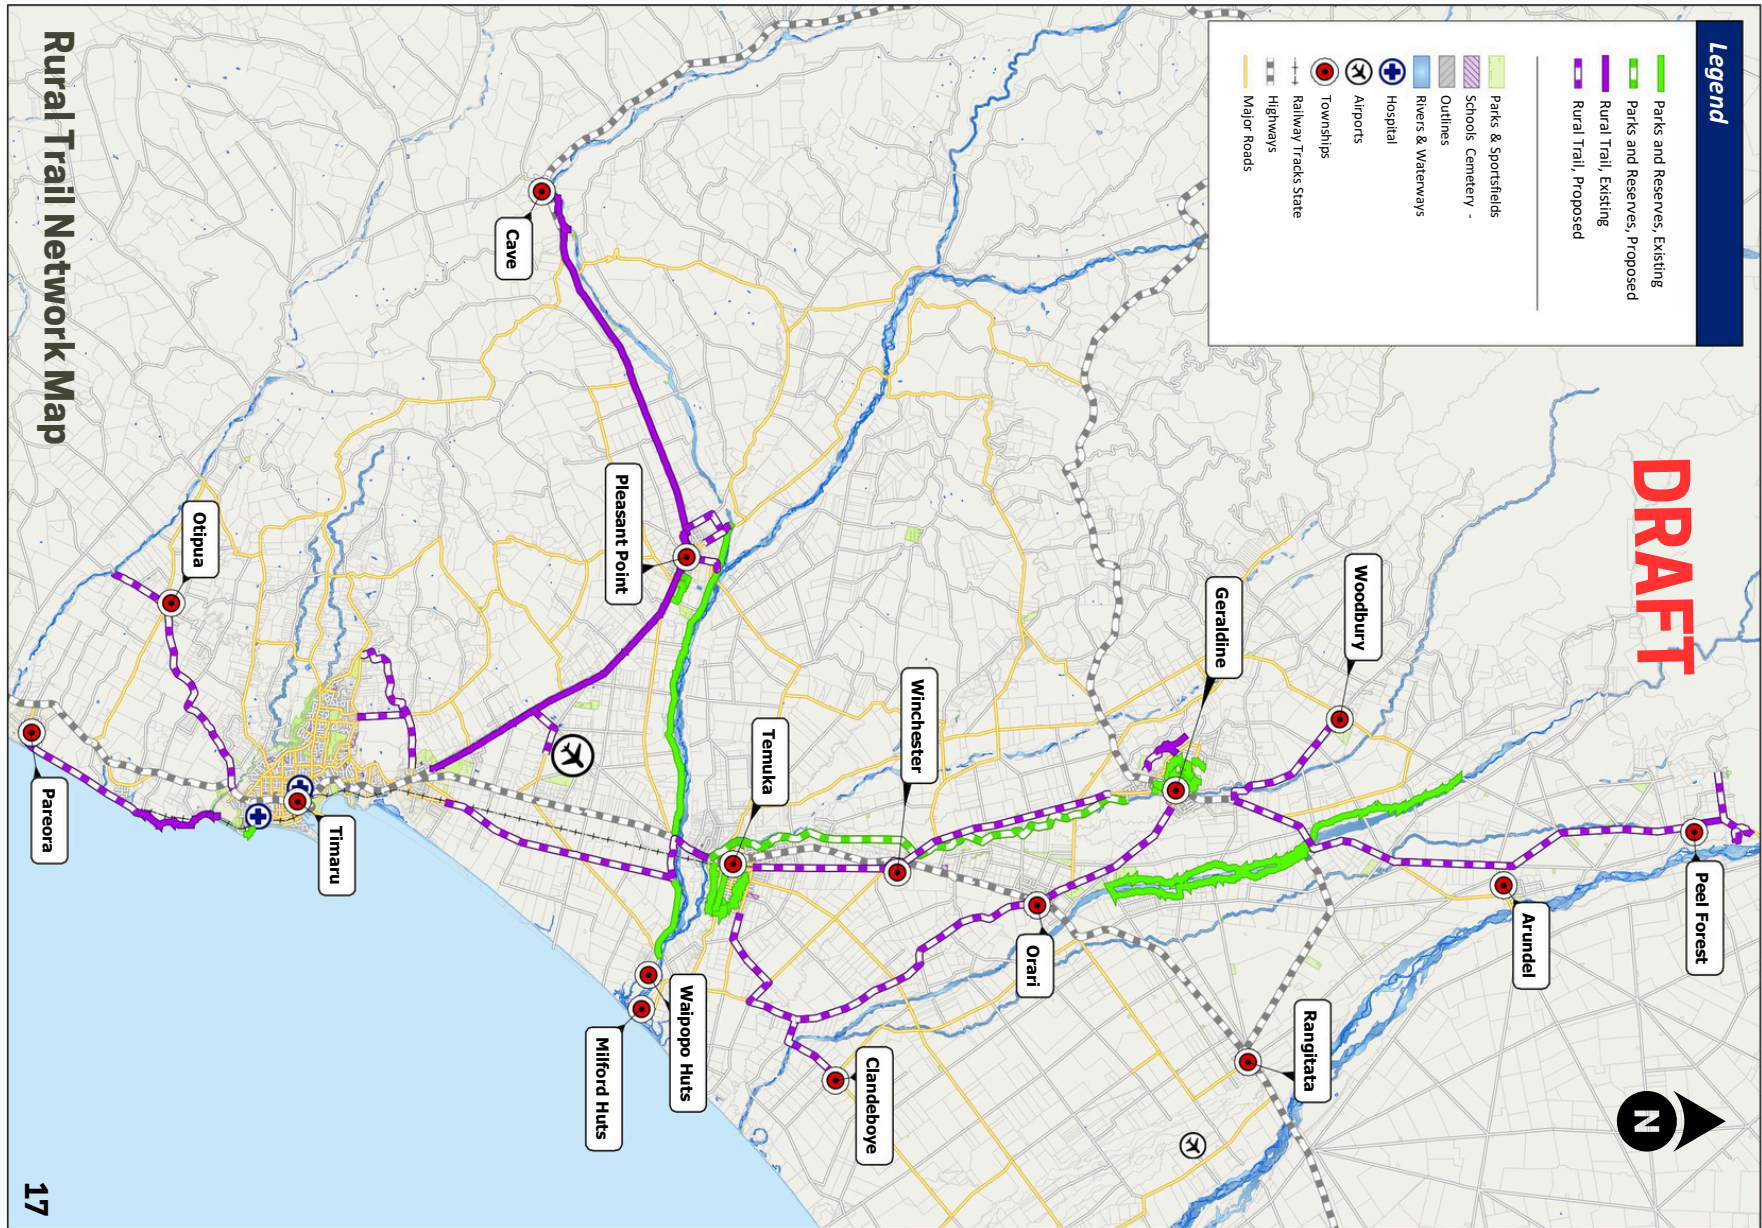 Rural Trail Network Map
DRAFT
Legend
Parks and Reserves, Existing
Parks and Reserves, Proposed
Rural Trail, Existing
Rural Trail, Proposed
Parks & Sportsfields
Schools Cemetery -
Outlines
Rivers & Waterways
Hospital
Airports
Townships
Railway Tracks State
Highways
Major Roads
Peel Forest
Arundel
Woodbury
Rangitata
Geraldine
Orari
Winchester
Clandeboye
Temuka
Waipopo Huts
Milford Huts
Pleasant Point
Cave
Timaru
Otipua
Pareora
N
17